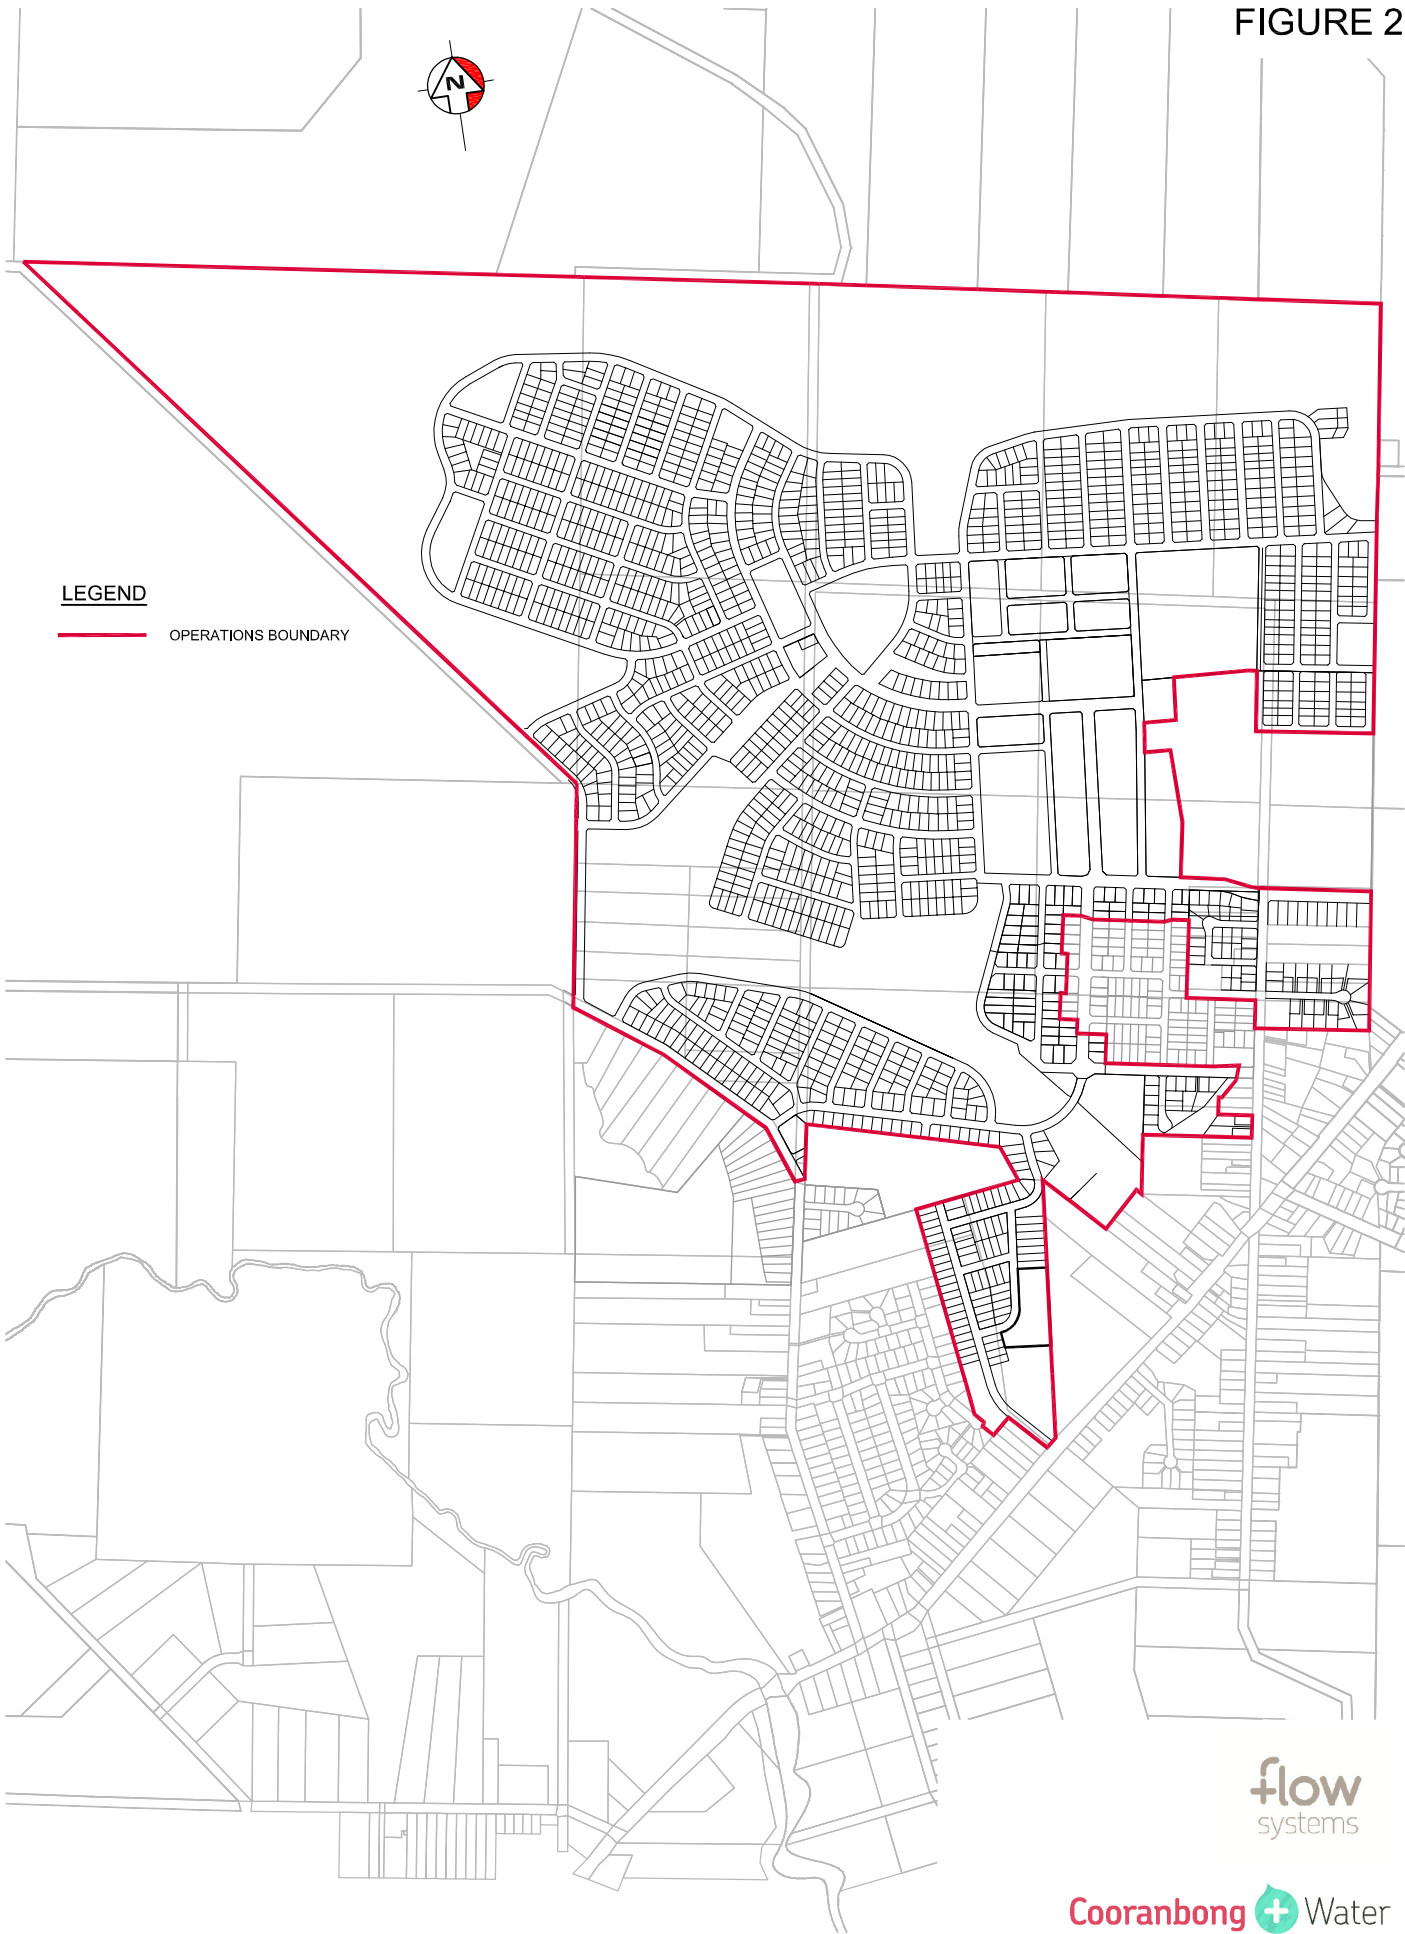 FIGURE 2
N
LEGEND
OPERATIONS BOUNDARY
flow
systems
Cooranbong + Water